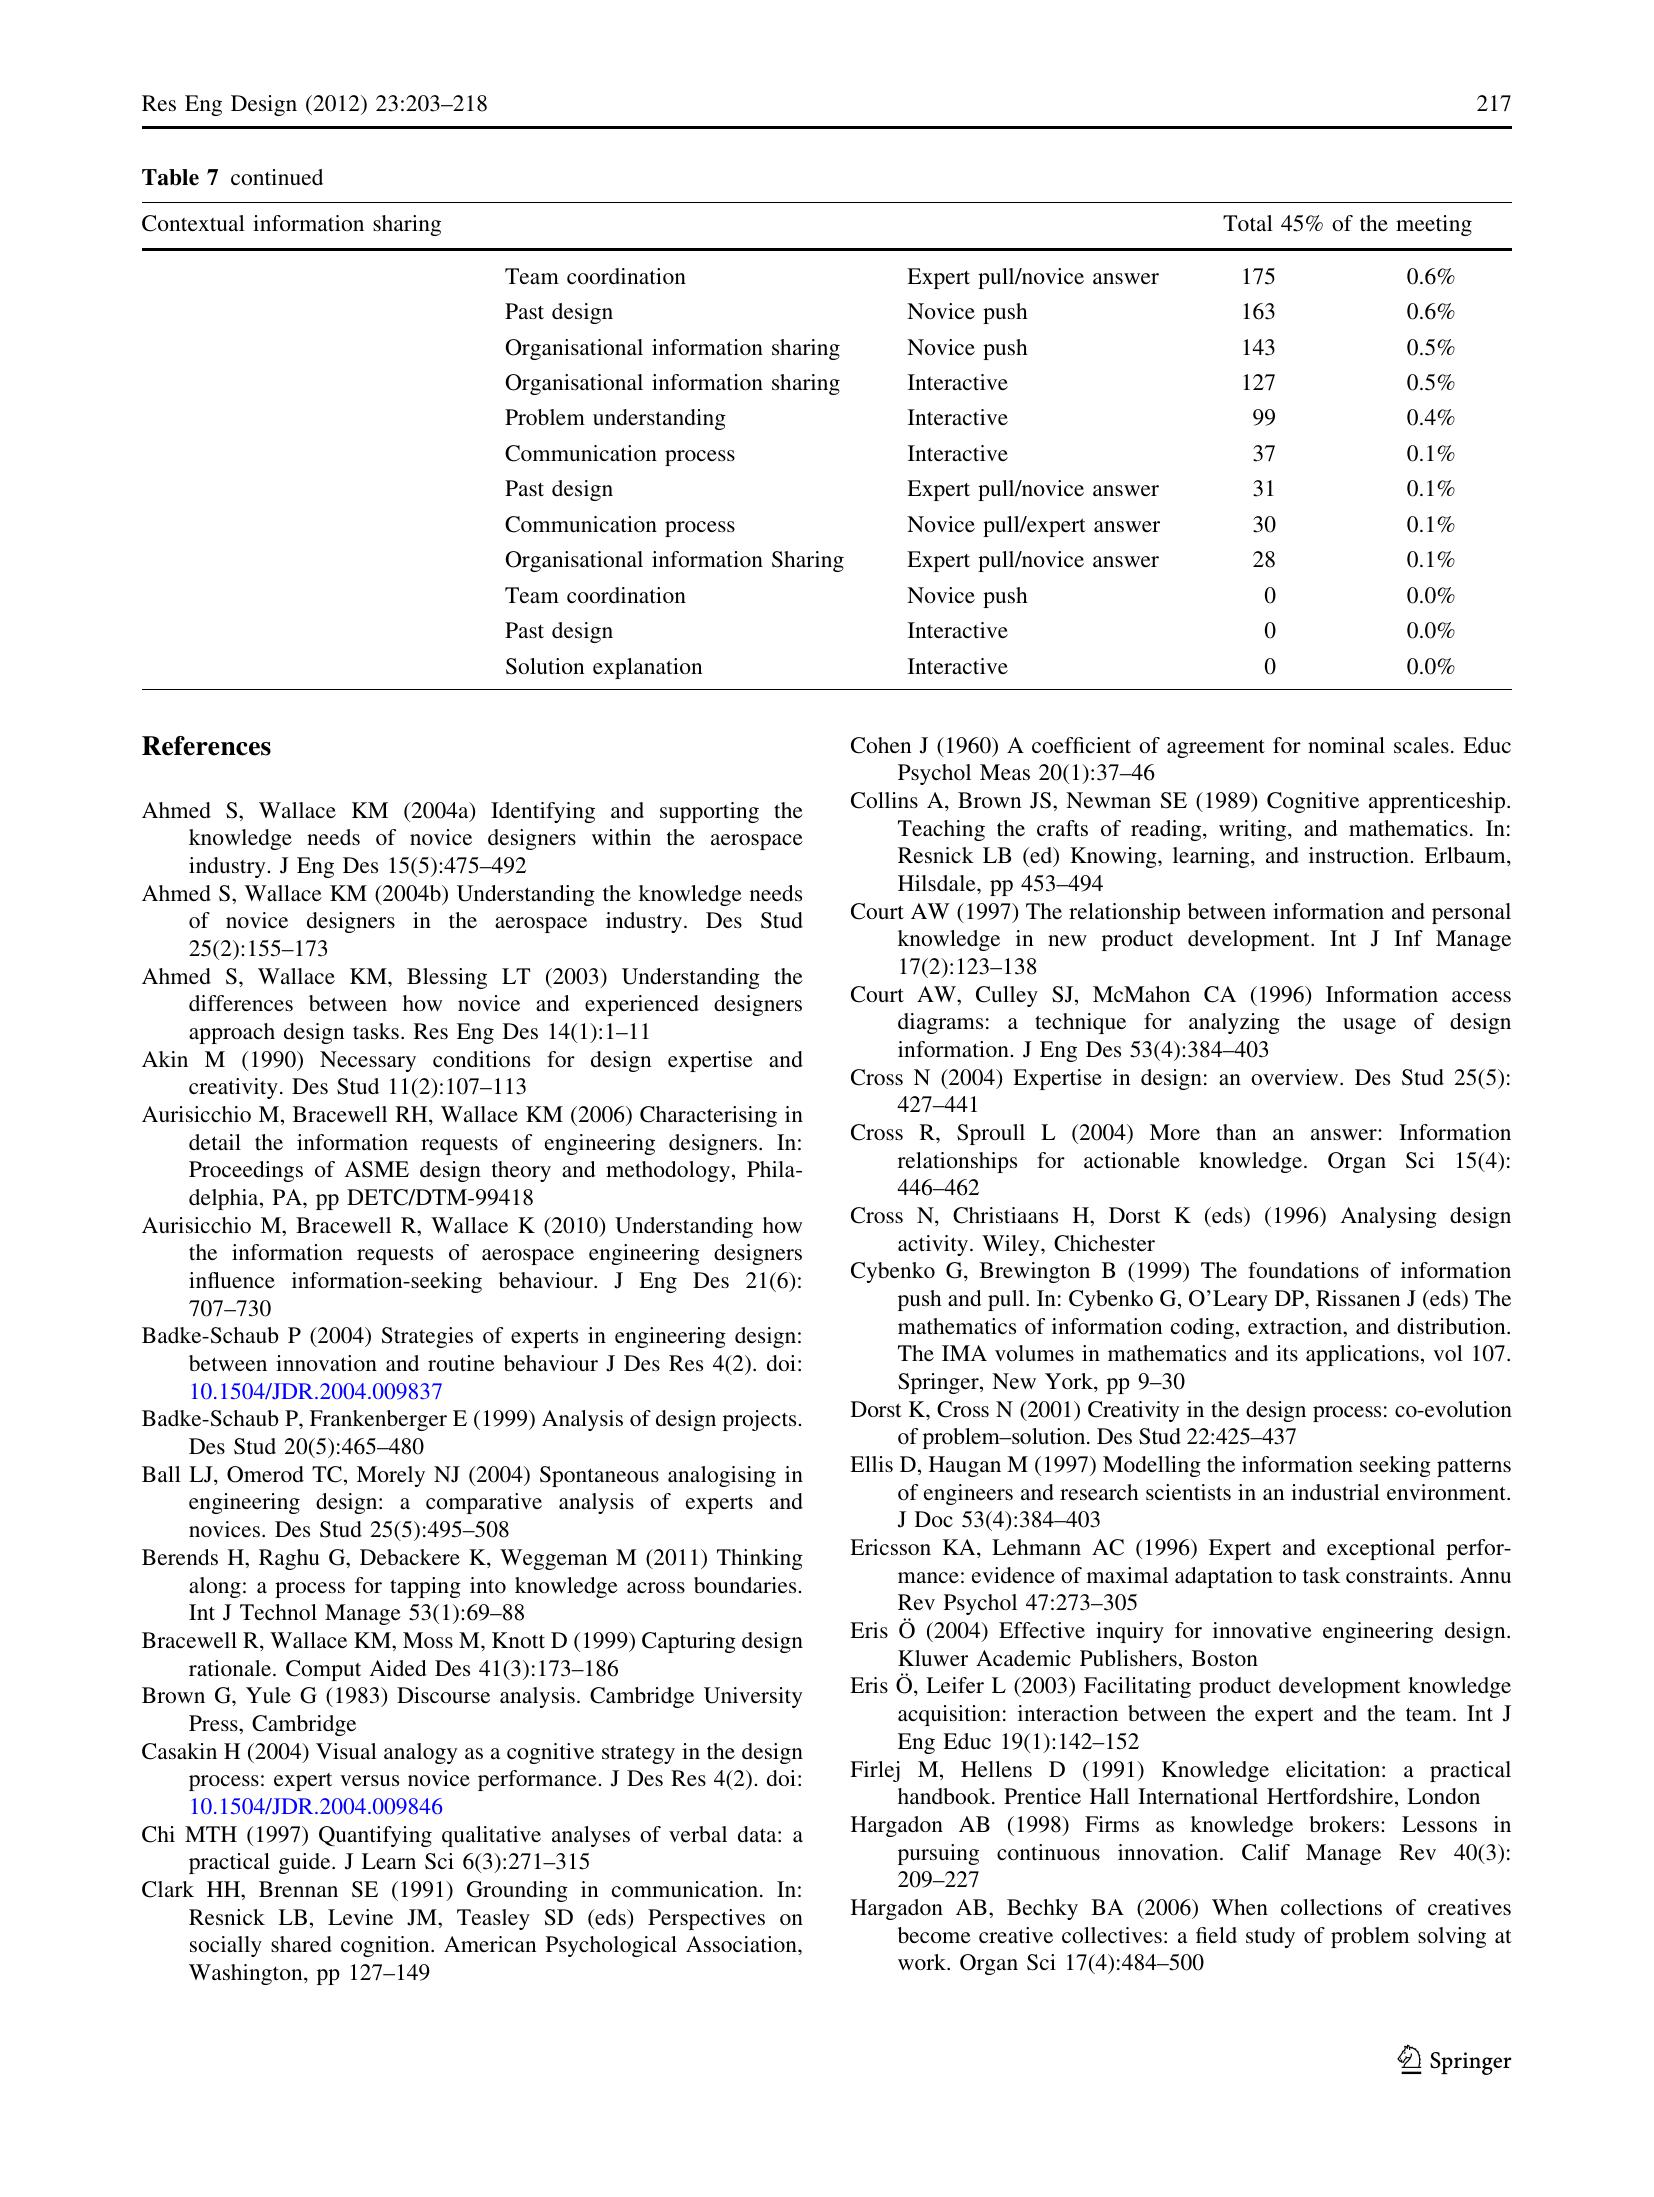 Res Eng Design (2012) 23:203–218 217
Table 7 continued
Contextual information sharing Total 45% of the meeting
Team coordination Expert pull/novice answer 175 0.6%
Past design Novice push 163 0.6%
Organisational information sharing Novice push 143 0.5%
Organisational information sharing Interactive 127 0.5%
Problem understanding Interactive 99 0.4%
Communication process Interactive 37 0.1%
Past design Expert pull/novice answer 31 0.1%
Communication process Novice pull/expert answer 30 0.1%
Organisational information Sharing Expert pull/novice answer 28 0.1%
Team coordination Novice push 0 0.0%
Past design Interactive 0 0.0%
Solution explanation Interactive 0 0.0%
References
Ahmed S, Wallace KM (2004a) Identifying and supporting the
knowledge needs of novice designers within the aerospace
industry. J Eng Des 15(5):475–492
Ahmed S, Wallace KM (2004b) Understanding the knowledge needs
of novice designers in the aerospace industry. Des Stud
25(2):155–173
Ahmed S, Wallace KM, Blessing LT (2003) Understanding the
differences between how novice and experienced designers
approach design tasks. Res Eng Des 14(1):1–11
Akin M (1990) Necessary conditions for design expertise and
creativity. Des Stud 11(2):107–113
Aurisicchio M, Bracewell RH, Wallace KM (2006) Characterising in
detail the information requests of engineering designers. In:
Proceedings of ASME design theory and methodology, Phila-
delphia, PA, pp DETC/DTM-99418
Aurisicchio M, Bracewell R, Wallace K (2010) Understanding how
the information requests of aerospace engineering designers
influence information-seeking behaviour. J Eng Des 21(6):
707–730
Badke-Schaub P (2004) Strategies of experts in engineering design:
between innovation and routine behaviour J Des Res 4(2). doi:
10.1504/JDR.2004.009837
Badke-Schaub P, Frankenberger E (1999) Analysis of design projects.
Des Stud 20(5):465–480
Ball LJ, Omerod TC, Morely NJ (2004) Spontaneous analogising in
engineering design: a comparative analysis of experts and
novices. Des Stud 25(5):495–508
Berends H, Raghu G, Debackere K, Weggeman M (2011) Thinking
along: a process for tapping into knowledge across boundaries.
Int J Technol Manage 53(1):69–88
Bracewell R, Wallace KM, Moss M, Knott D (1999) Capturing design
rationale. Comput Aided Des 41(3):173–186
Brown G, Yule G (1983) Discourse analysis. Cambridge University
Press, Cambridge
Casakin H (2004) Visual analogy as a cognitive strategy in the design
process: expert versus novice performance. J Des Res 4(2). doi:
10.1504/JDR.2004.009846
Chi MTH (1997) Quantifying qualitative analyses of verbal data: a
practical guide. J Learn Sci 6(3):271–315
Clark HH, Brennan SE (1991) Grounding in communication. In:
Resnick LB, Levine JM, Teasley SD (eds) Perspectives on
socially shared cognition. American Psychological Association,
Washington, pp 127–149
Cohen J (1960) A coefficient of agreement for nominal scales. Educ
Psychol Meas 20(1):37–46
Collins A, Brown JS, Newman SE (1989) Cognitive apprenticeship.
Teaching the crafts of reading, writing, and mathematics. In:
Resnick LB (ed) Knowing, learning, and instruction. Erlbaum,
Hilsdale, pp 453–494
Court AW (1997) The relationship between information and personal
knowledge in new product development. Int J Inf Manage
17(2):123–138
Court AW, Culley SJ, McMahon CA (1996) Information access
diagrams: a technique for analyzing the usage of design
information. J Eng Des 53(4):384–403
Cross N (2004) Expertise in design: an overview. Des Stud 25(5):
427–441
Cross R, Sproull L (2004) More than an answer: Information
relationships for actionable knowledge. Organ Sci 15(4):
446–462
Cross N, Christiaans H, Dorst K (eds) (1996) Analysing design
activity. Wiley, Chichester
Cybenko G, Brewington B (1999) The foundations of information
push and pull. In: Cybenko G, O’Leary DP, Rissanen J (eds) The
mathematics of information coding, extraction, and distribution.
The IMA volumes in mathematics and its applications, vol 107.
Springer, New York, pp 9–30
Dorst K, Cross N (2001) Creativity in the design process: co-evolution
of problem–solution. Des Stud 22:425–437
Ellis D, Haugan M (1997) Modelling the information seeking patterns
of engineers and research scientists in an industrial environment.
J Doc 53(4):384–403
Ericsson KA, Lehmann AC (1996) Expert and exceptional perfor-
mance: evidence of maximal adaptation to task constraints. Annu
Rev Psychol 47:273–305
Eris Ö (2004) Effective inquiry for innovative engineering design.
Kluwer Academic Publishers, Boston
Eris Ö, Leifer L (2003) Facilitating product development knowledge
acquisition: interaction between the expert and the team. Int J
Eng Educ 19(1):142–152
Firlej M, Hellens D (1991) Knowledge elicitation: a practical
handbook. Prentice Hall International Hertfordshire, London
Hargadon AB (1998) Firms as knowledge brokers: Lessons in
pursuing continuous innovation. Calif Manage Rev 40(3):
209–227
Hargadon AB, Bechky BA (2006) When collections of creatives
become creative collectives: a field study of problem solving at
work. Organ Sci 17(4):484–500
Springer